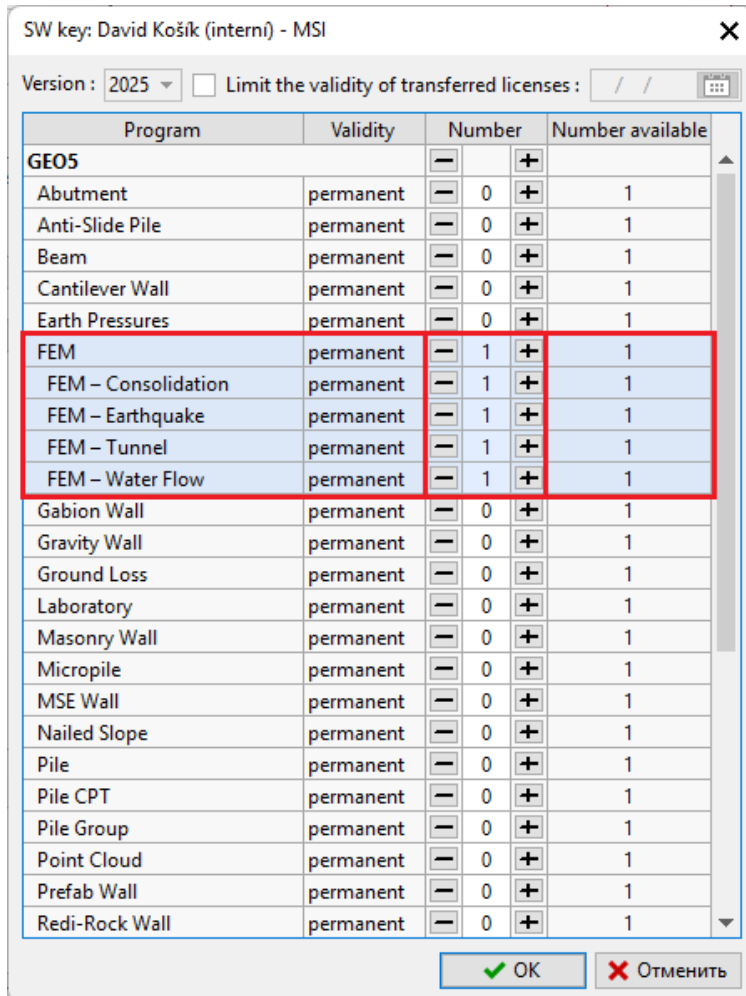 SW key: David Košík (interní) - MSI
Version : 2025 Limit the validity of transferred licenses : / /
Program Validity Number Number available
GEO5
Abutment permanent 0 1
Anti-Slide Pile permanent 0 1
Beam permanent 0 1
Cantilever Wall permanent 0 1
Earth Pressures permanent 0 1
FEM permanent 1 1
FEM – Consolidation permanent 1 1
FEM – Earthquake permanent 1 1
FEM – Tunnel permanent 1 1
FEM – Water Flow permanent 1 1
Gabion Wall permanent 0 1
Gravity Wall permanent 0 1
Ground Loss permanent 0 1
Laboratory permanent 0 1
Masonry Wall permanent 0 1
Micropile permanent 0 1
MSE Wall permanent 0 1
Nailed Slope permanent 0 1
Pile permanent 0 1
Pile CPT permanent 0 1
Pile Group permanent 0 1
Point Cloud permanent 0 1
Prefab Wall permanent 0 1
Redi-Rock Wall permanent 0 1
OK Отменить